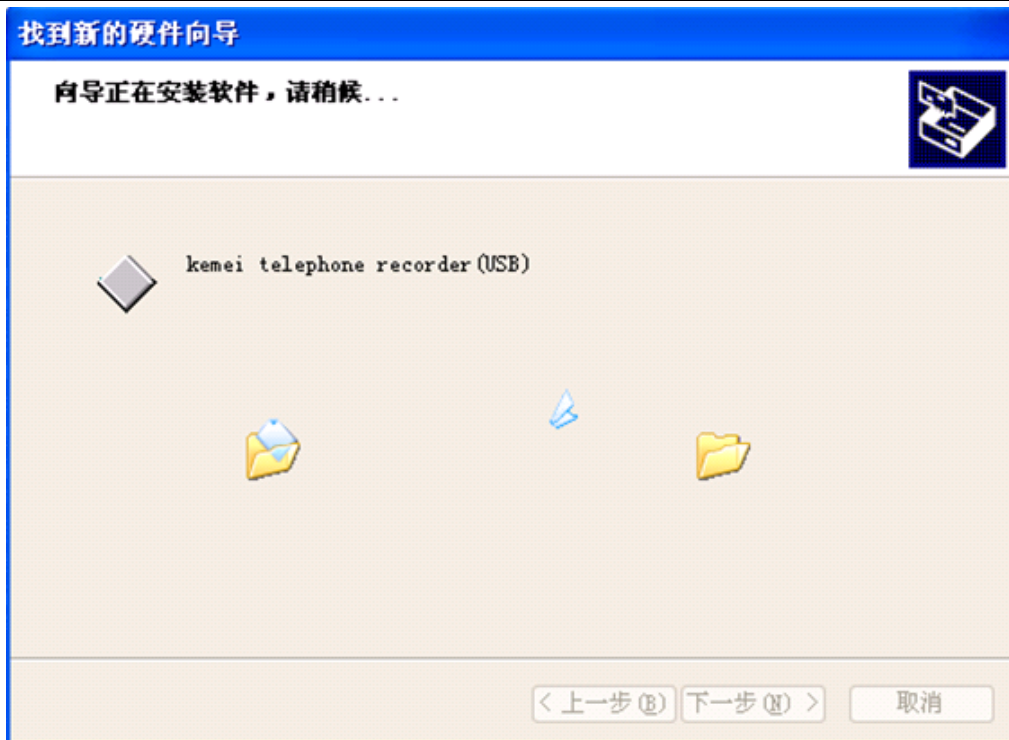 找到新的硬件向导
向导正在安装软件，请稍候...
kemei telephone recorder(USB)
< 上一步(B) 下一步(N) > 取消